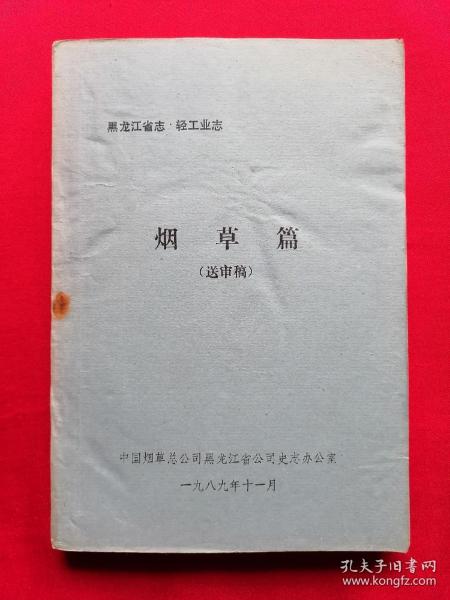 黑龙江省志·轻工业志
烟草篇
(送审稿)
中国烟草总公司黑龙江省公司史志办公室
一九八九年十一月
孔夫子旧书网
www.kongfz.com